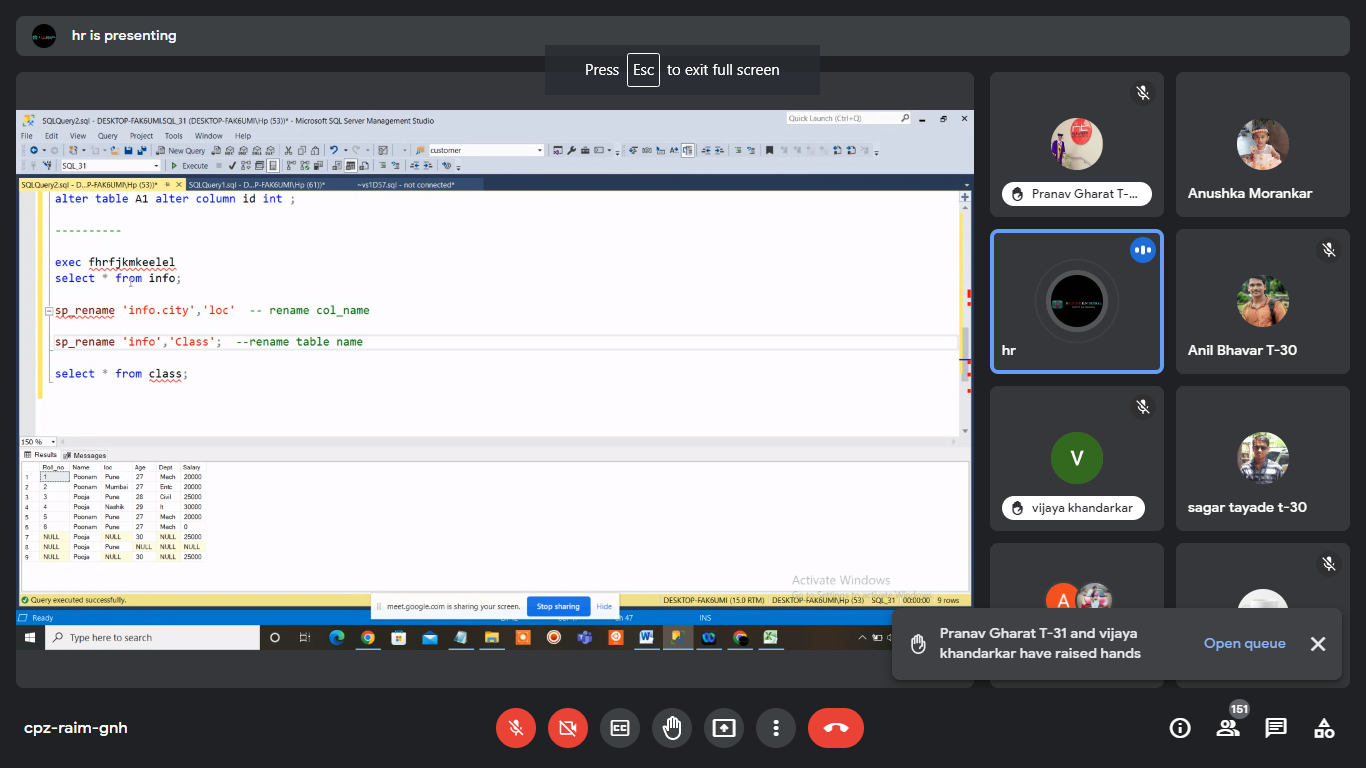 hr is presenting
Press Esc to exit full screen
SQLQuery2.sql - DESKTOP-FAK6UMI.SQL_31 (DESKTOP-FAK6UMI\Hp (53))* - Microsoft SQL Server Management Studio
Quick Launch (Ctrl+Q)
File Edit View Query Project Tools Window Help
New Query customer
SQL_31 Execute
SQLQuery2.sql - D...P-FAK6UMI\Hp (53))* SQLQuery1.sql - D...P-FAK6UMI\Hp (61))* ~vs1D57.sql - not connected*
alter table A1 alter column id int ;
----------
exec fhrfjkmkeelel
select * from info;
sp_rename 'info.city','loc' -- rename col_name
sp_rename 'info','Class'; --rename table name
select * from class;
150 %
Results Messages
Roll_no Name loc Age Dept Salary
1 1 Poonam Pune 27 Mech 20000
2 2 Poonam Mumbai 27 Entc 20000
3 3 Pooja Pune 28 Civil 25000
4 4 Pooja Nashik 29 It 30000
5 5 Poonam Pune 27 Mech 20000
6 6 Poonam Pune 27 Mech 0
7 NULL Pooja NULL 30 NULL 25000
8 NULL Pooja Pune NULL NULL NULL
9 NULL Pooja NULL 30 NULL 25000
Activate Windows
Query executed successfully.
meet.google.com is sharing your screen. Stop sharing Hide
DESKTOP-FAK6UMI (15.0 RTM) DESKTOP-FAK6UMI\Hp (53) SQL_31 00:00:00 9 rows
Ready Ln 47 INS
Type here to search
Pranav Gharat T-...
Anushka Morankar
hr
Anil Bhavar T-30
V
vijaya khandarkar
sagar tayade t-30
A
Pranav Gharat T-31 and vijaya
khandarkar have raised hands
Open queue
cpz-raim-gnh
151